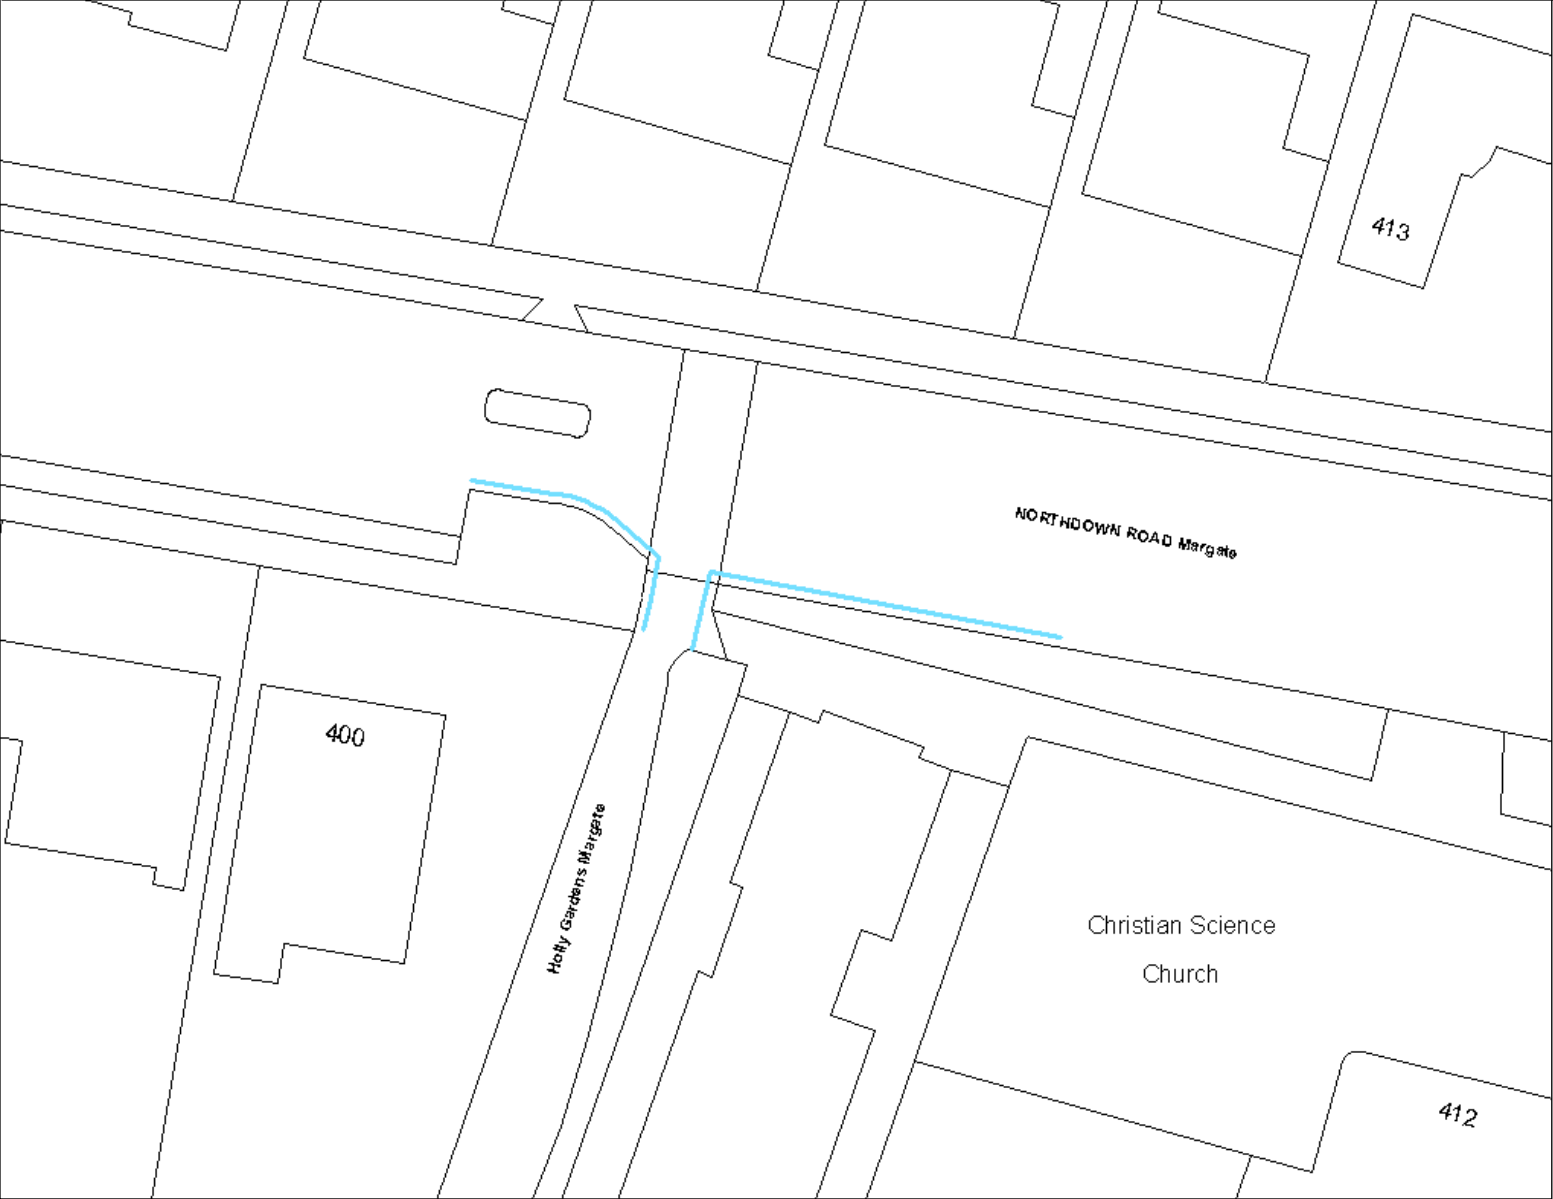 413
NORTHDOWN ROAD Margate
400
Holly Gardens Margate
Christian Science
Church
412